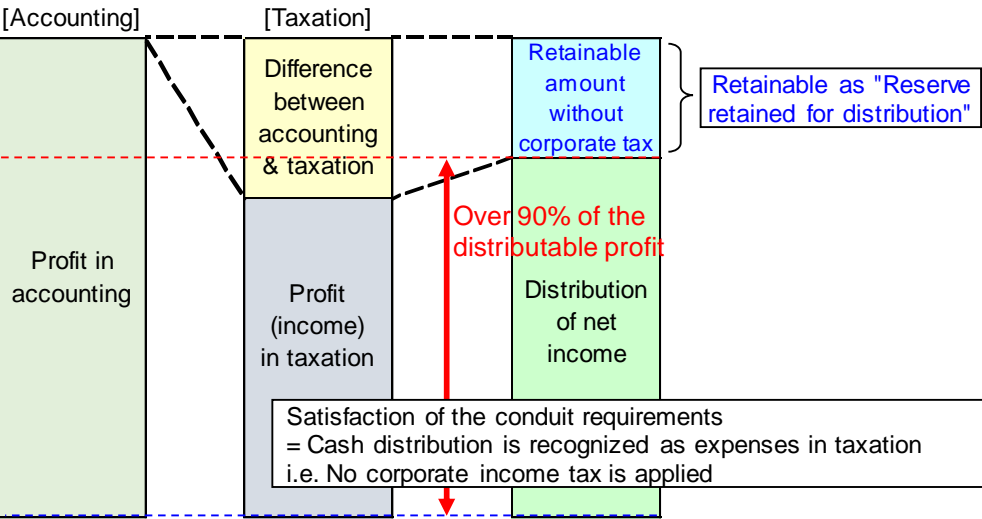 [Accounting]
[Taxation]
Profit in
accounting
Difference
between
accounting
& taxation
Profit
(income)
in taxation
Retainable
amount
without
corporate tax
Retainable as "Reserve
retained for distribution"
Over 90% of the
distributable profit
Distribution
of net
income
Satisfaction of the conduit requirements
= Cash distribution is recognized as expenses in taxation
i.e. No corporate income tax is applied